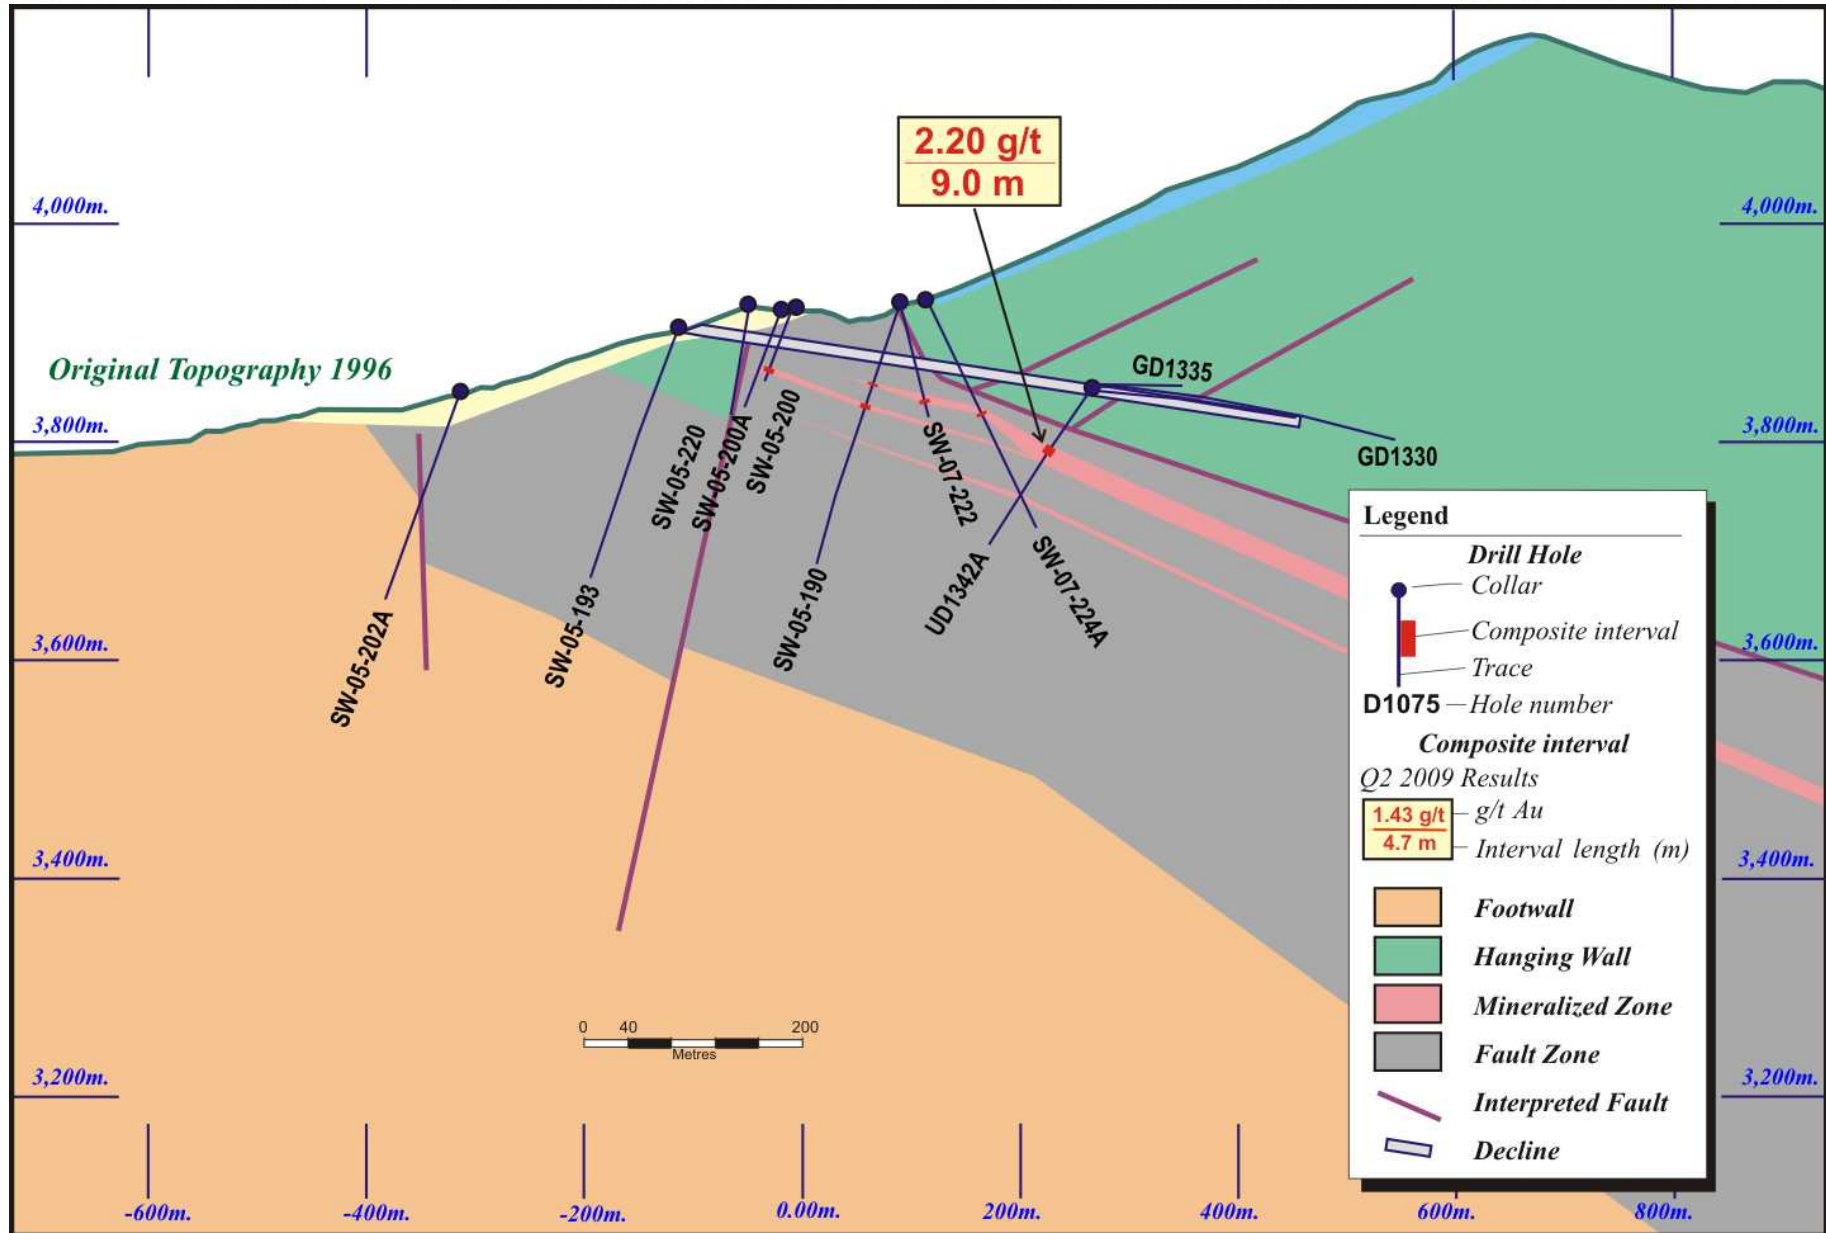 2.20 g/t
9.0 m
4,000m.
4,000m.
Original Topography 1996
GD1335
3,800m.
3,800m.
GD1330
SW-05-220
SW-05-200A
SW-05-200
SW-07-222
SW-05-202A
SW-05-193
SW-05-190
UD1342A
SW-07-224A
3,600m.
3,600m.
3,400m.
3,400m.
3,200m.
3,200m.
0 40 200
Metres
-600m. -400m. -200m. 0.00m. 200m. 400m. 600m. 800m.
Legend
Drill Hole
Collar
Composite interval
Trace
D1075 Hole number
Composite interval
Q2 2009 Results
1.43 g/t g/t Au
4.7 m Interval length (m)
Footwall
Hanging Wall
Mineralized Zone
Fault Zone
Interpreted Fault
Decline